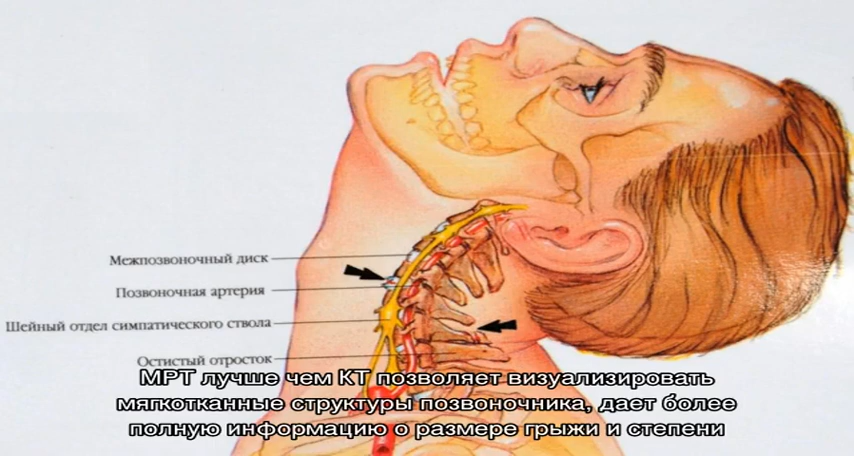 Межпозвоночный диск
Позвоночная артерия
Шейный отдел симпатического ствола
Остистый отросток
МРТ лучше чем КТ позволяет визуализировать
мягкотканные структуры позвоночника, дает более
полную информацию о размере грыжи и степени